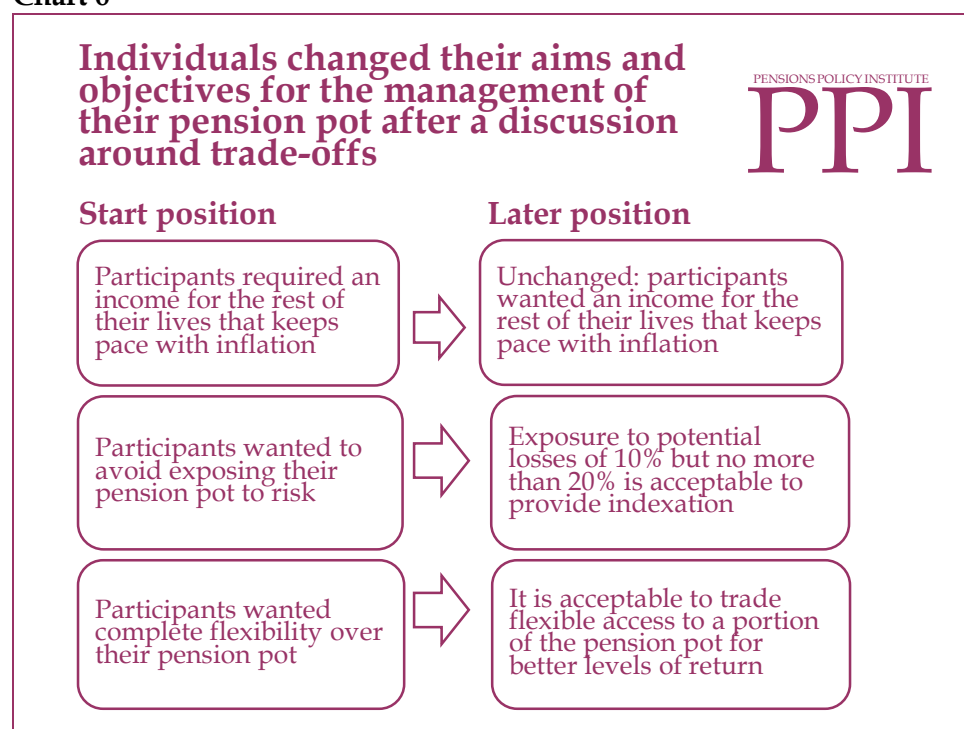 Chart 6
Individuals changed their aims and
objectives for the management of
their pension pot after a discussion
around trade-offs
PENSIONS POLICY INSTITUTE
PPI
Start position
Later position
Participants required an
income for the rest of
their lives that keeps
pace with inflation
Unchanged: participants
wanted an income for the
rest of their lives that keeps
pace with inflation
Participants wanted to
avoid exposing their
pension pot to risk
Exposure to potential
losses of 10% but no more
than 20% is acceptable to
provide indexation
Participants wanted
complete flexibility over
their pension pot
It is acceptable to trade
flexible access to a portion
of the pension pot for
better levels of return